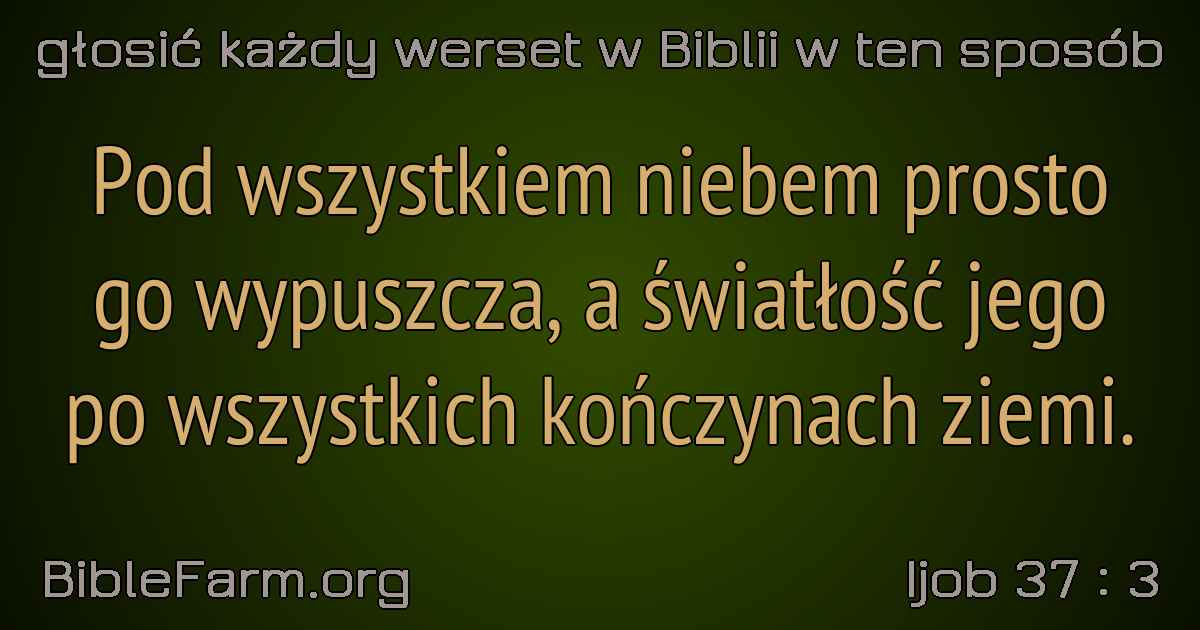 głosić każdy werset w Biblii w ten sposób
Pod wszystkiem niebem prosto
go wypuszcza, a światłość jego
po wszystkich kończynach ziemi.
BibleFarm.org
Ijob 37 : 3